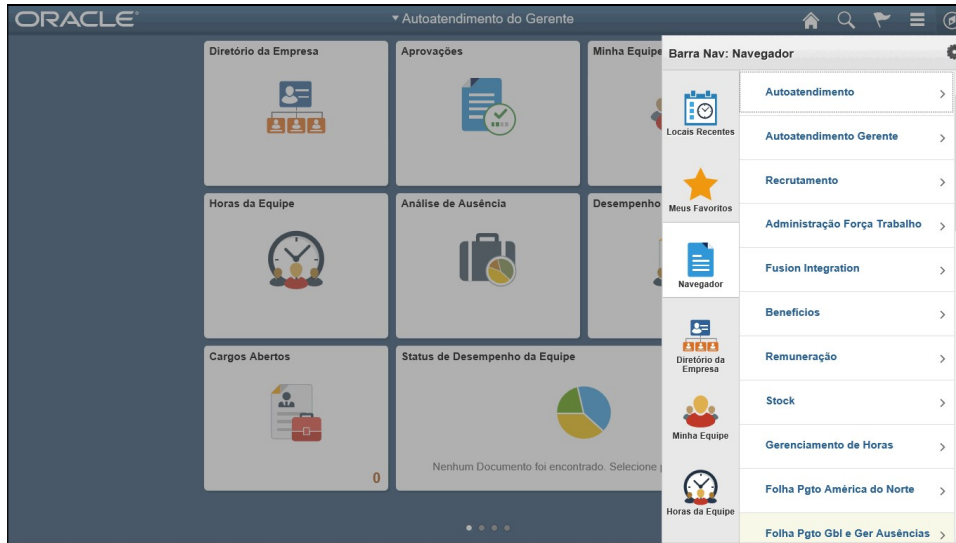 ORACLE
Autoatendimento do Gerente
Diretório da Empresa
Aprovações
Minha Equipe
Horas da Equipe
Análise de Ausência
Desempenho
Cargos Abertos
0
Status de Desempenho da Equipe
Nenhum Documento foi encontrado. Selecione
Barra Nav: Navegador
Locais Recentes
Meus Favoritos
Navegador
Diretório da
Empresa
Minha Equipe
Horas da Equipe
Autoatendimento
Autoatendimento Gerente
Recrutamento
Administração Força Trabalho
Fusion Integration
Benefícios
Remuneração
Stock
Gerenciamento de Horas
Folha Pgto América do Norte
Folha Pgto Gbl e Ger Ausências